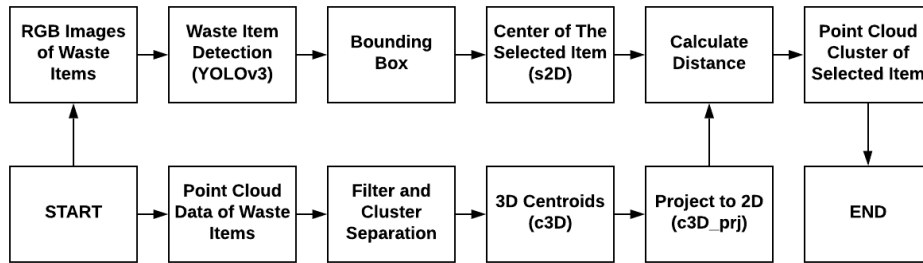 RGB Images
of Waste
Items
Waste Item
Detection
(YOLOv3)
Bounding
Box
Center of The
Selected Item
(s2D)
Calculate
Distance
Point Cloud
Cluster of
Selected Item
START
Point Cloud
Data of Waste
Items
Filter and
Cluster
Separation
3D Centroids
(c3D)
Project to 2D
(c3D_prj)
END